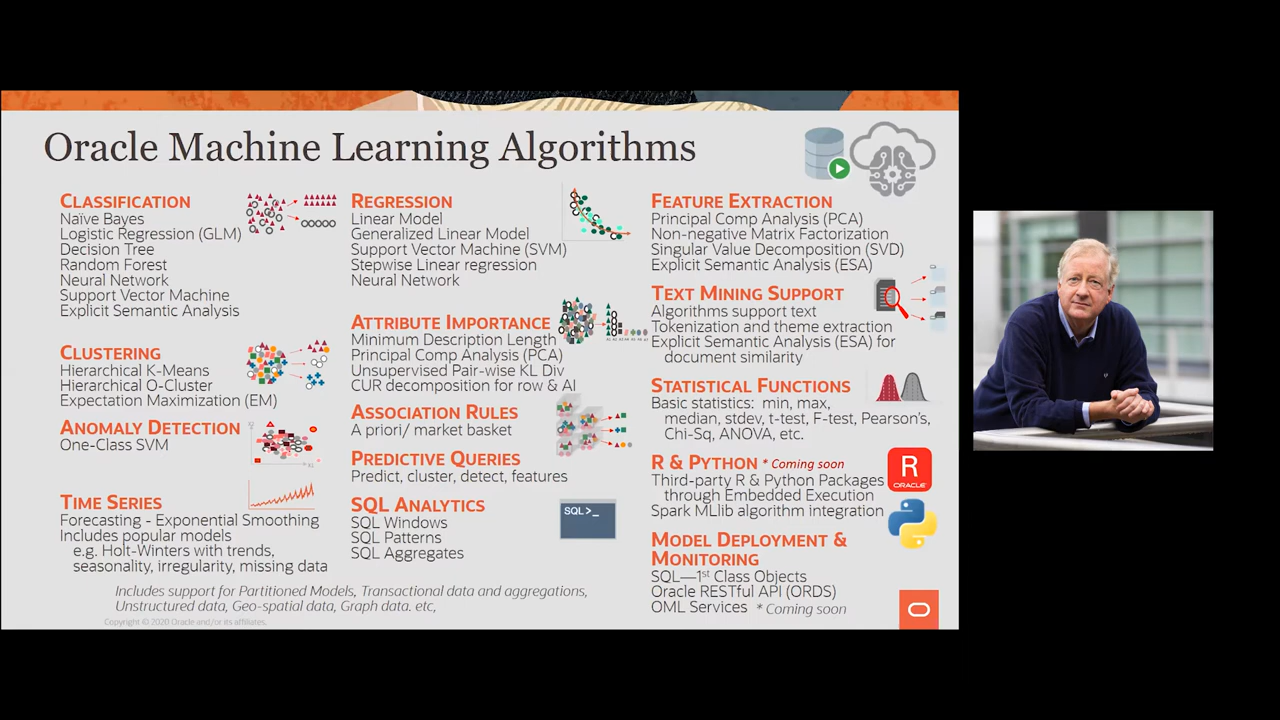 Oracle Machine Learning Algorithms
CLASSIFICATION
Naïve Bayes
Logistic Regression (GLM)
Decision Tree
Random Forest
Neural Network
Support Vector Machine
Explicit Semantic Analysis
CLUSTERING
Hierarchical K-Means
Hierarchical O-Cluster
Expectation Maximization (EM)
ANOMALY DETECTION
One-Class SVM
TIME SERIES
Forecasting - Exponential Smoothing
Includes popular models
e.g. Holt-Winters with trends,
seasonality, irregularity, missing data
REGRESSION
Linear Model
Generalized Linear Model
Support Vector Machine (SVM)
Stepwise Linear regression
Neural Network
ATTRIBUTE IMPORTANCE
Minimum Description Length
Principal Comp Analysis (PCA)
Unsupervised Pair-wise KL Div
CUR decomposition for row & AI
ASSOCIATION RULES
A priori/ market basket
PREDICTIVE QUERIES
Predict, cluster, detect, features
SQL ANALYTICS
SQL Windows
SQL Patterns
SQL Aggregates
SQL>_
FEATURE EXTRACTION
Principal Comp Analysis (PCA)
Non-negative Matrix Factorization
Singular Value Decomposition (SVD)
Explicit Semantic Analysis (ESA)
TEXT MINING SUPPORT
Algorithms support text
Tokenization and theme extraction
Explicit Semantic Analysis (ESA) for
document similarity
STATISTICAL FUNCTIONS
Basic statistics: min, max,
median, stdev, t-test, F-test, Pearson's,
Chi-Sq, ANOVA, etc.
R & PYTHON * Coming soon
Third-party R & Python Packages
through Embedded Execution
Spark MLlib algorithm integration
R
ORACLE
MODEL DEPLOYMENT &
MONITORING
SQL—1st Class Objects
Oracle RESTful API (ORDS)
OML Services * Coming soon
Includes support for Partitioned Models, Transactional data and aggregations,
Unstructured data, Geo-spatial data, Graph data. etc,
Copyright © 2020 Oracle and/or its affiliates.